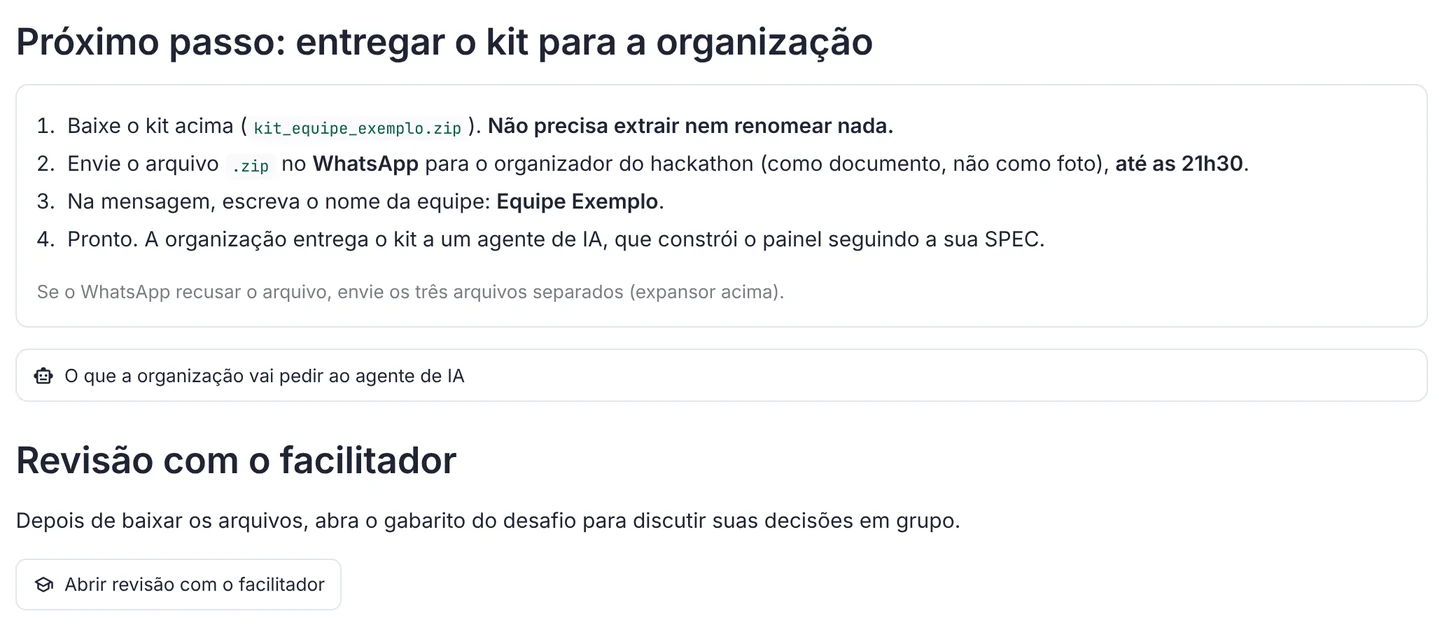 Próximo passo: entregar o kit para a organização
1. Baixe o kit acima ( kit_equipe_exemplo.zip ). Não precisa extrair nem renomear nada.
2. Envie o arquivo .zip no WhatsApp para o organizador do hackathon (como documento, não como foto), até as 21h30.
3. Na mensagem, escreva o nome da equipe: Equipe Exemplo.
4. Pronto. A organização entrega o kit a um agente de IA, que constrói o painel seguindo a sua SPEC.
Se o WhatsApp recusar o arquivo, envie os três arquivos separados (expansor acima).
O que a organização vai pedir ao agente de IA
Revisão com o facilitador
Depois de baixar os arquivos, abra o gabarito do desafio para discutir suas decisões em grupo.
Abrir revisão com o facilitador